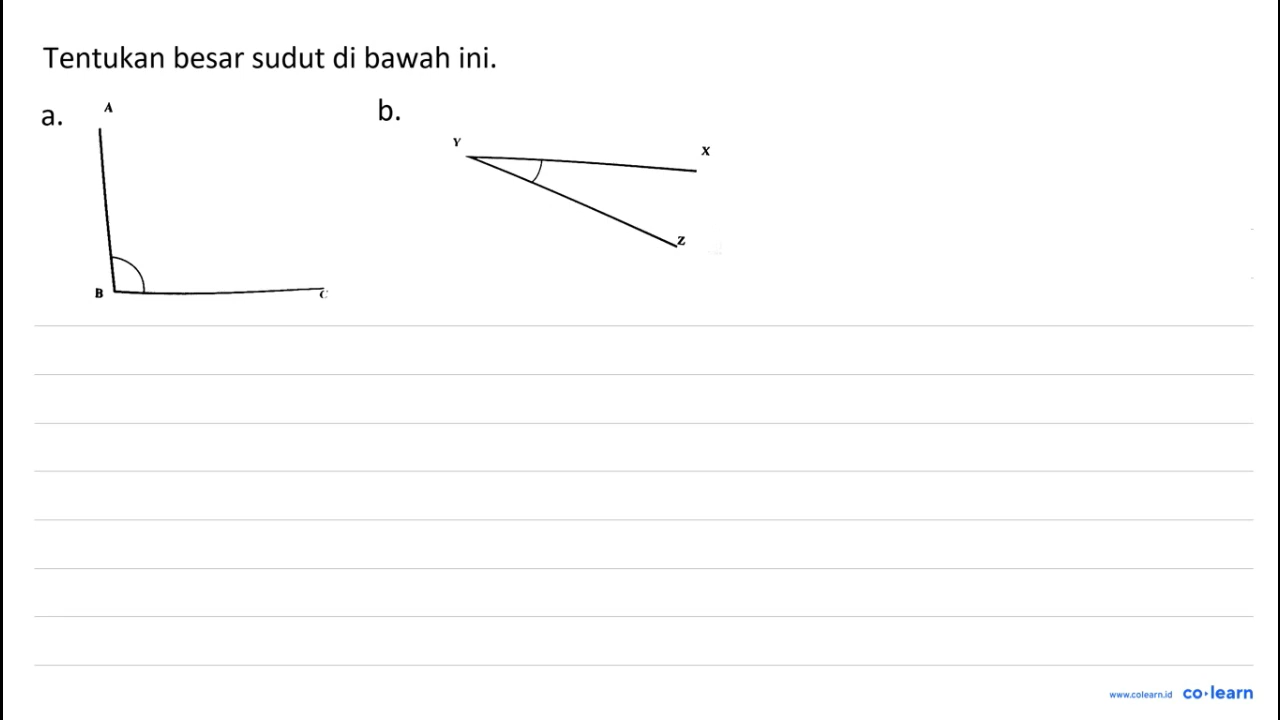 Tentukan besar sudut di bawah ini.
a.
A
B
C
b.
Y
X
Z
www.colearn.id co·learn